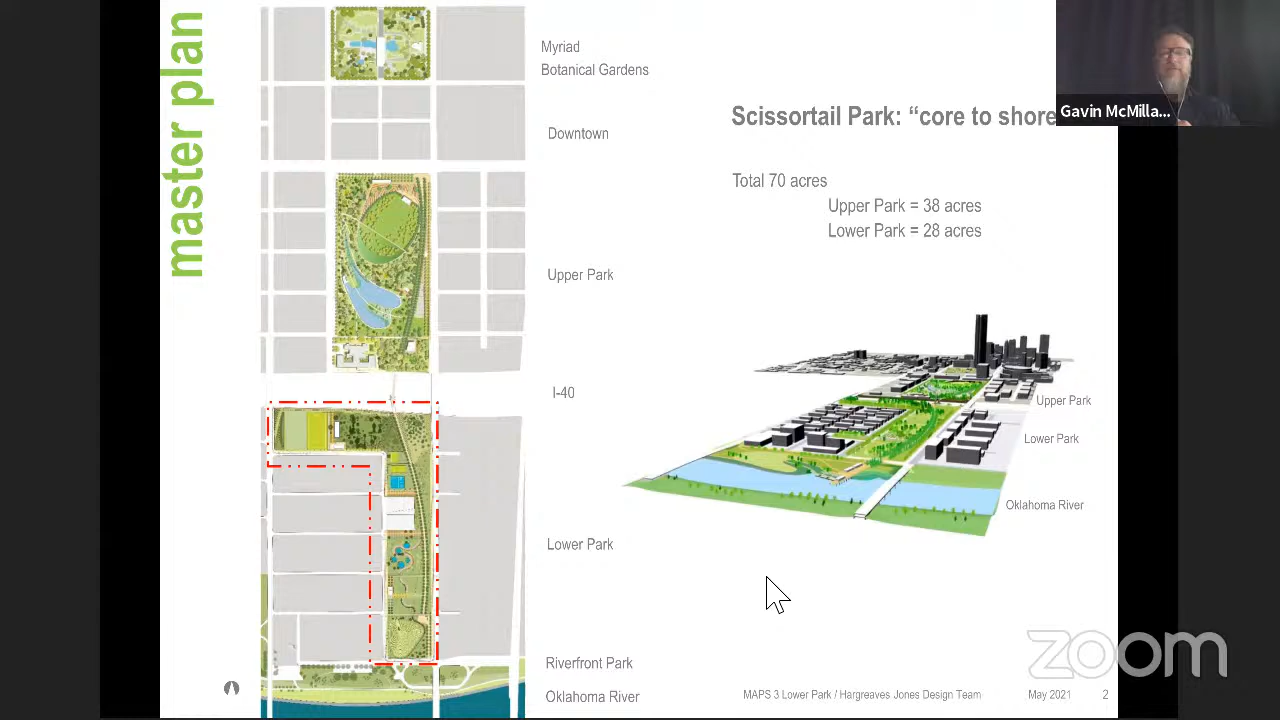 master plan
Myriad
Botanical Gardens
Downtown
Upper Park
I-40
Lower Park
Riverfront Park
Oklahoma River
Scissortail Park: “core to shore
Total 70 acres
Upper Park = 38 acres
Lower Park = 28 acres
Upper Park
Lower Park
Oklahoma River
MAPS 3 Lower Park / Hargreaves Jones Design Team May 2021 2
Gavin McMilla...
zoom